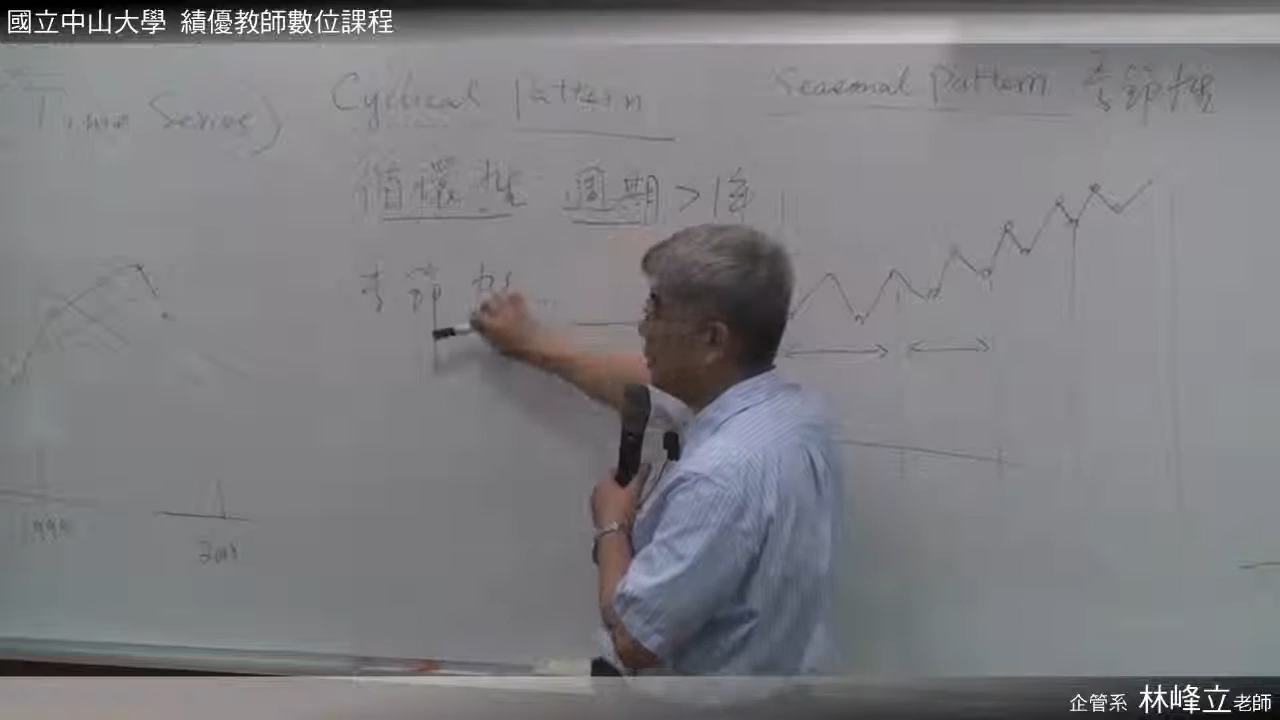 國立中山大學 績優教師數位課程
Time Series)
Cyclical pattern
Seasonal pattern 季節性
循環性 週期 > 1年
季節性
1990
企管系 林峰立老師